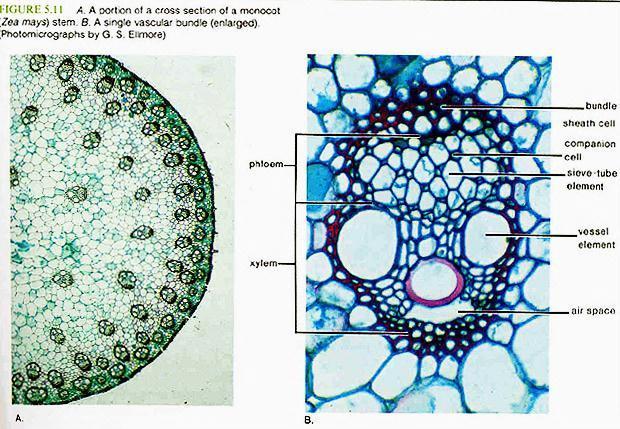 FIGURE 5.11 A. A portion of a cross section of a monocot
(Zea mays) stem. B. A single vascular bundle (enlarged).
(Photomicrographs by G. S. Ellmore)
bundle
sheath cell
companion
cell
phloem
sieve-tube
element
vessel
element
xylem
air space
A.
B.